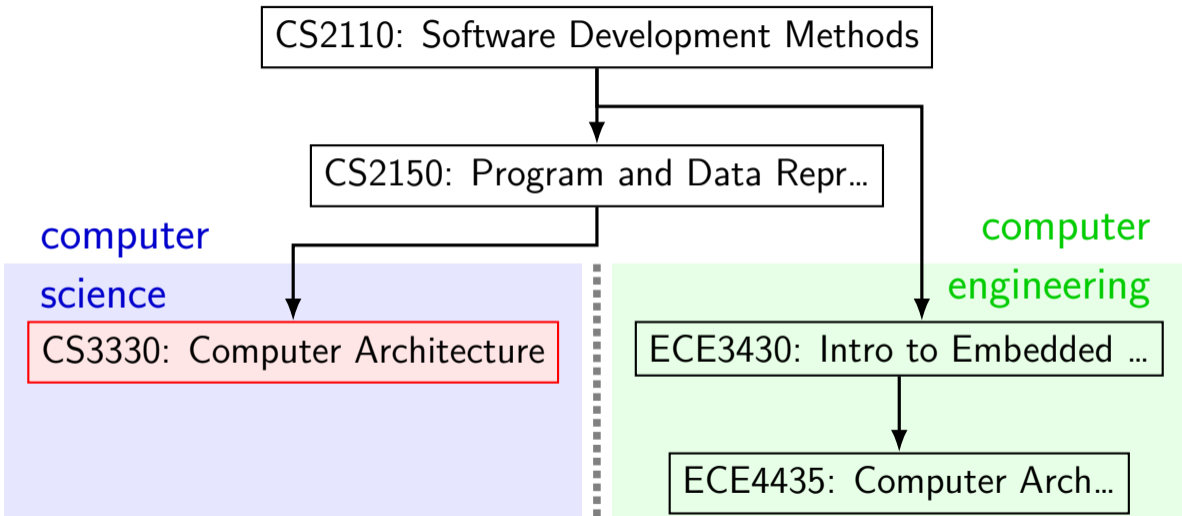 CS2110: Software Development Methods
CS2150: Program and Data Repr…
computer
science
computer
engineering
CS3330: Computer Architecture
ECE3430: Intro to Embedded …
ECE4435: Computer Arch…